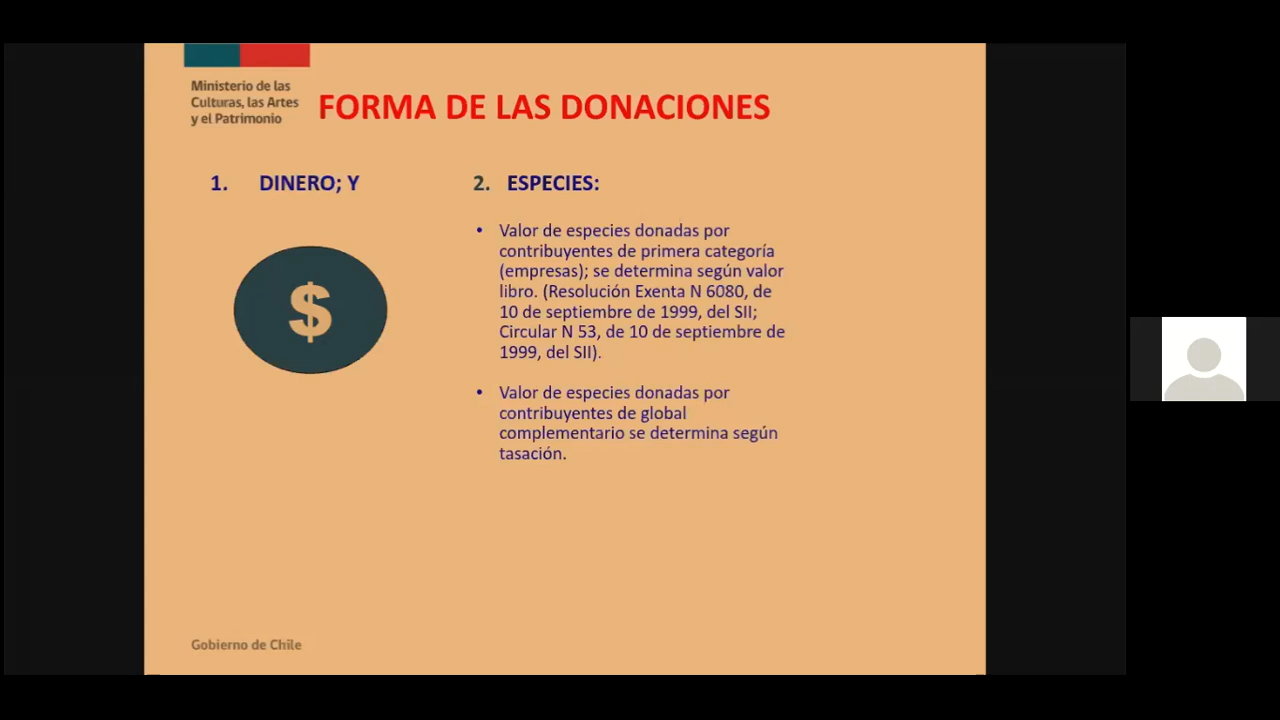 Ministerio de las
Culturas, las Artes
y el Patrimonio
FORMA DE LAS DONACIONES
1. DINERO; Y
$
2. ESPECIES:
• Valor de especies donadas por
contribuyentes de primera categoría
(empresas); se determina según valor
libro. (Resolución Exenta N 6080, de
10 de septiembre de 1999, del SII;
Circular N 53, de 10 de septiembre de
1999, del SII).
• Valor de especies donadas por
contribuyentes de global
complementario se determina según
tasación.
Gobierno de Chile